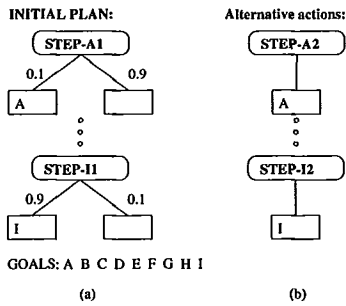 INITIAL PLAN:
Alternative actions:
STEP-A1
STEP-A2
0.1
0.9
A
A
STEP-I1
STEP-I2
0.9
0.1
I
I
GOALS: A B C D E F G H I
(a)
(b)